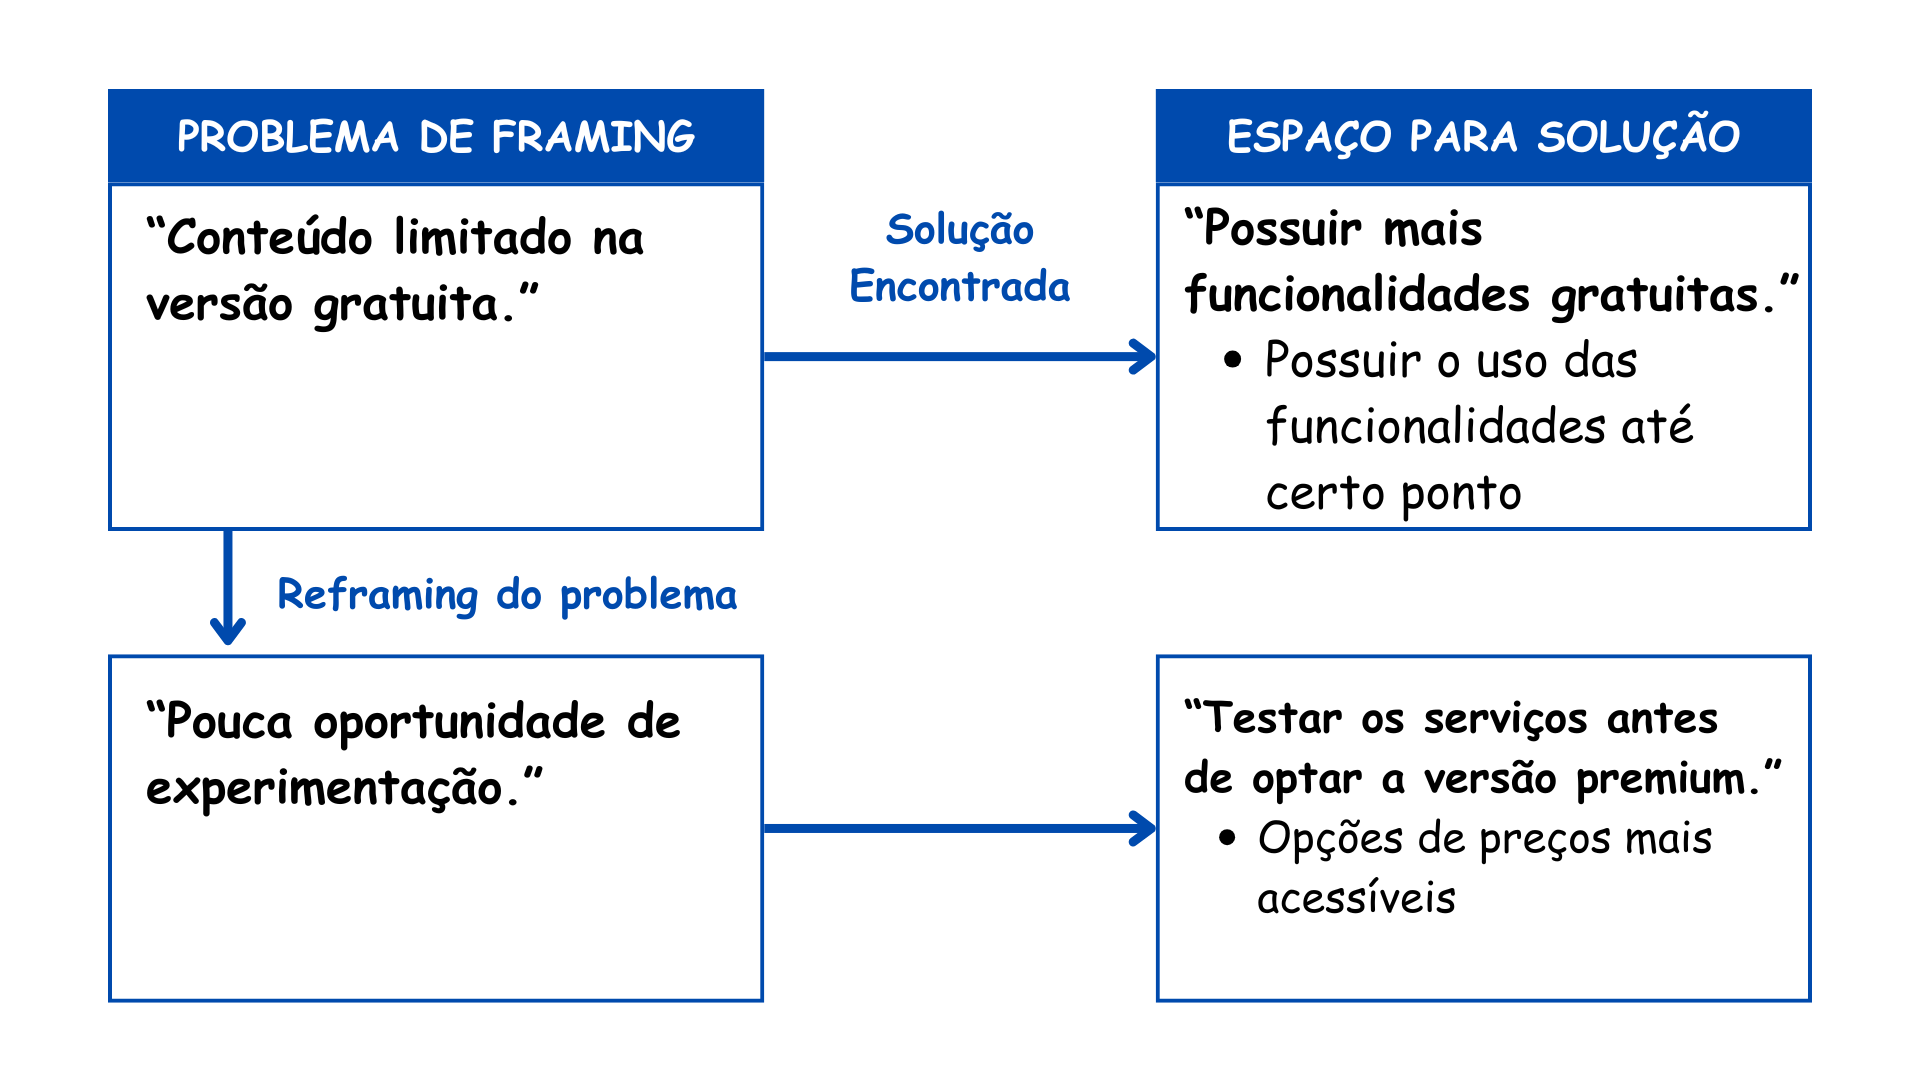 PROBLEMA DE FRAMING
“Conteúdo limitado na
versão gratuita.”
Solução
Encontrada
ESPAÇO PARA SOLUÇÃO
“Possuir mais
funcionalidades gratuitas.”
• Possuir o uso das
funcionalidades até
certo ponto
Reframing do problema
“Pouca oportunidade de
experimentação.”
“Testar os serviços antes
de optar a versão premium.”
• Opções de preços mais
acessíveis